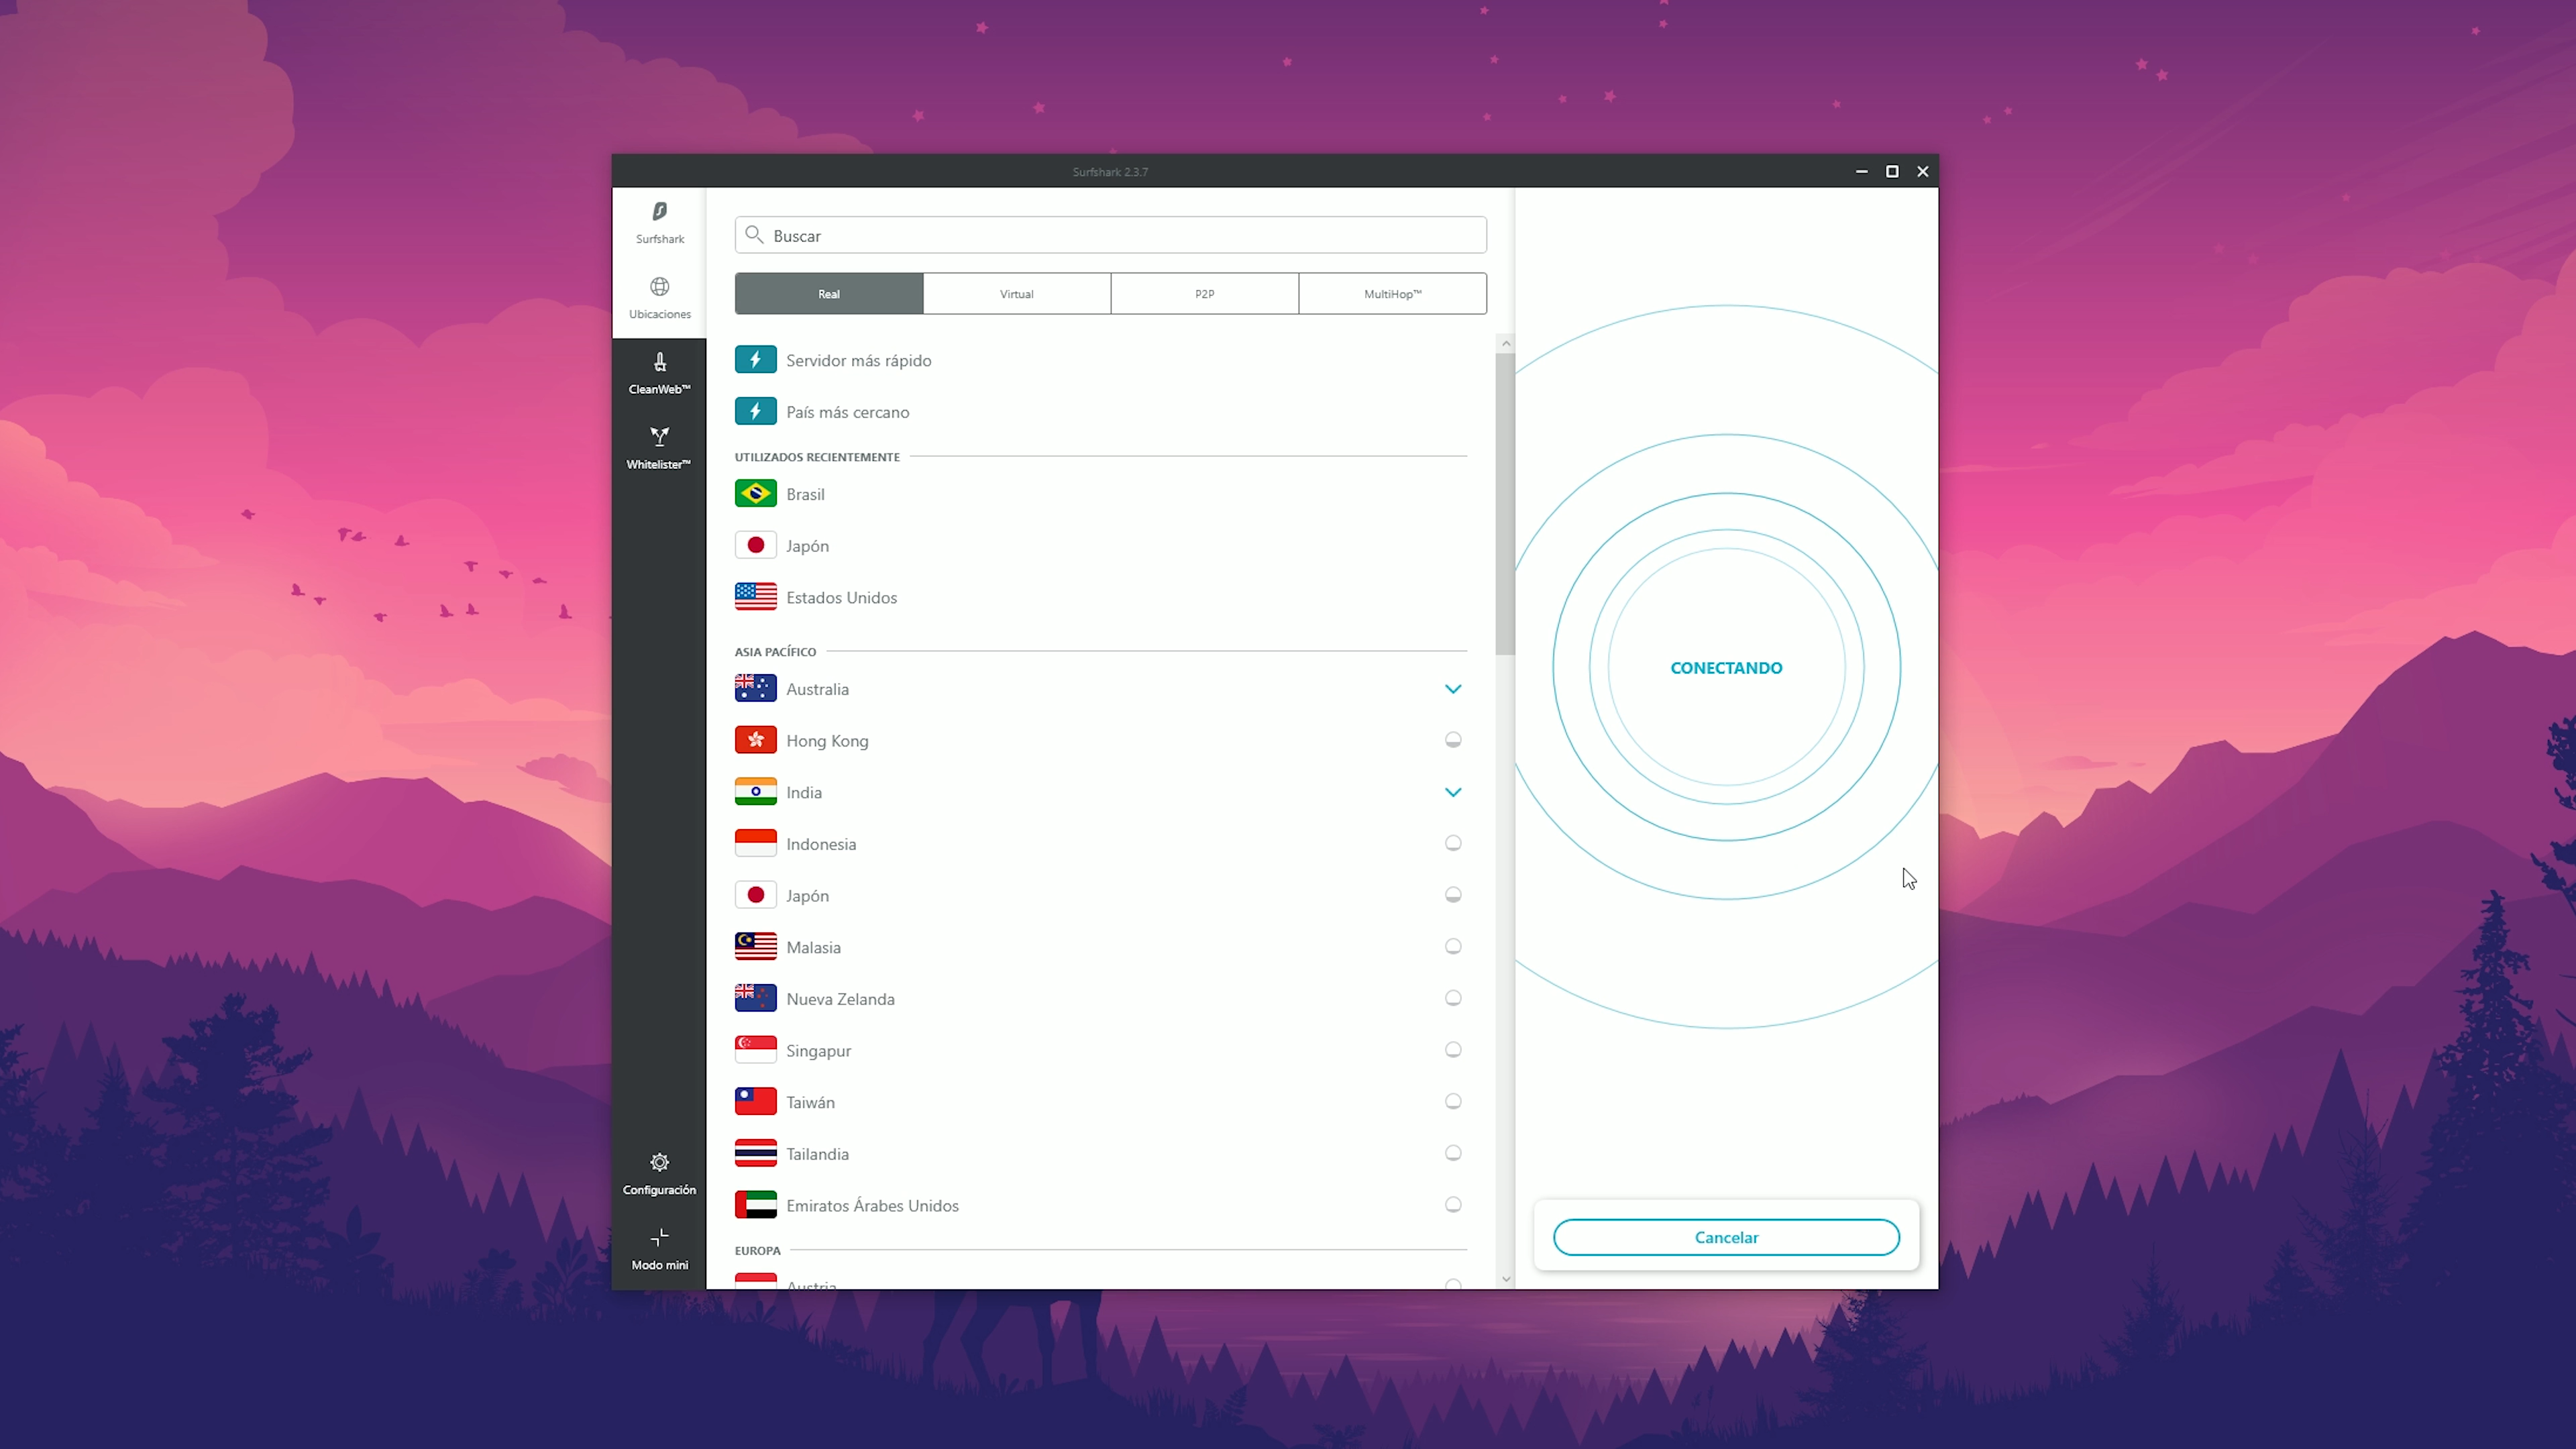 Surfshark 2.3.7
Surfshark
Ubicaciones
CleanWeb™
Whitelister™
Configuración
Modo mini
Buscar
Real
Virtual
P2P
MultiHop™
Servidor más rápido
País más cercano
UTILIZADOS RECIENTEMENTE
Brasil
Japón
Estados Unidos
ASIA PACÍFICO
Australia
Hong Kong
India
Indonesia
Japón
Malasia
Nueva Zelanda
Singapur
Taiwán
Tailandia
Emiratos Árabes Unidos
EUROPA
Austria
CONECTANDO
Cancelar